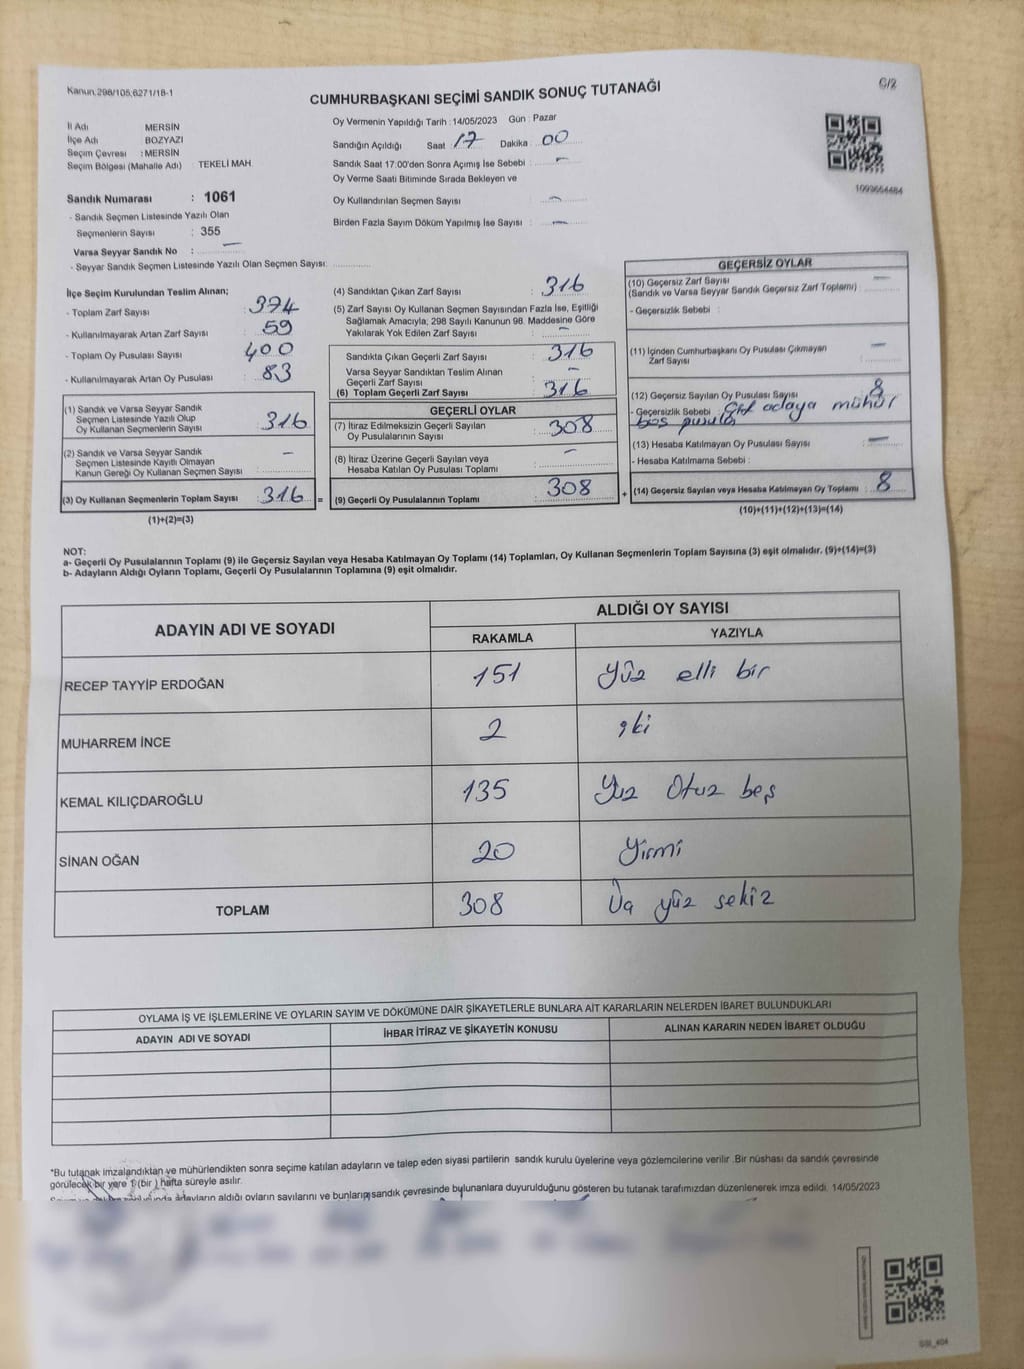 Kanun.298/105;6271/18-1
C/2
CUMHURBAŞKANI SEÇİMİ SANDIK SONUÇ TUTANAĞI
İl Adı MERSİN
İlçe Adı BOZYAZI
Seçim Çevresi : MERSİN
Seçim Bölgesi (Mahalle Adı) : TEKELİ MAH.
Sandık Numarası : 1061
- Sandık Seçmen Listesinde Yazılı Olan
Seçmenlerin Sayısı : 355
Varsa Seyyar Sandık No : —
- Seyyar Sandık Seçmen Listesinde Yazılı Olan Seçmen Sayısı:
Oy Vermenin Yapıldığı Tarih : 14/05/2023 Gün : Pazar
Sandığın Açıldığı Saat : 17 Dakika : 00
Sandık Saat 17:00'den Sonra Açımış İse Sebebi : —
Oy Verme Saati Bitiminde Sırada Bekleyen ve
Oy Kullandırılan Seçmen Sayısı : —
Birden Fazla Sayım Döküm Yapılmış İse Sayısı : —
1099664484
İlçe Seçim Kurulundan Teslim Alınan;
- Toplam Zarf Sayısı : 374
- Kullanılmayarak Artan Zarf Sayısı : 59
- Toplam Oy Pusulası Sayısı : 400
- Kullanılmayarak Artan Oy Pusulası : 83
(1) Sandık ve Varsa Seyyar Sandık
Seçmen Listesinde Yazılı Olup
Oy Kullanan Seçmenlerin Sayısı : 316
(2) Sandık ve Varsa Seyyar Sandık
Seçmen Listesinde Kayıtlı Olmayan
Kanun Gereği Oy Kullanan Seçmen Sayısı : —
(3) Oy Kullanan Seçmenlerin Toplam Sayısı : 316 =
(1)+(2)=(3)
(4) Sandıktan Çıkan Zarf Sayısı : 316
(5) Zarf Sayısı Oy Kullanan Seçmen Sayısından Fazla İse, Eşitliği
Sağlamak Amacıyla, 298 Sayılı Kanunun 98. Maddesine Göre
Yakılarak Yok Edilen Zarf Sayısı : —
Sandıkta Çıkan Geçerli Zarf Sayısı : 316
Varsa Seyyar Sandıktan Teslim Alınan
Geçerli Zarf Sayısı : —
(6) Toplam Geçerli Zarf Sayısı : 316
GEÇERLİ OYLAR
(7) İtiraz Edilmeksizin Geçerli Sayılan
Oy Pusulalarının Sayısı : 308
(8) İtiraz Üzerine Geçerli Sayılan veya
Hesaba Katılan Oy Pusulası Toplamı : —
(9) Geçerli Oy Pusulalarının Toplamı : 308 +
GEÇERSİZ OYLAR
(10) Geçersiz Zarf Sayısı
(Sandık ve Varsa Seyyar Sandık Geçersiz Zarf Toplamı) : —
- Geçersizlik Sebebi :
(11) İçinden Cumhurbaşkanı Oy Pusulası Çıkmayan
Zarf Sayısı : —
(12) Geçersiz Sayılan Oy Pusulası Sayısı : 8
- Geçersizlik Sebebi : Çift adaya mühür
boş pusula
(13) Hesaba Katılmayan Oy Pusulası Sayısı : —
- Hesaba Katılmama Sebebi :
(14) Geçersiz Sayılan veya Hesaba Katılmayan Oy Toplamı : 8
(10)+(11)+(12)+(13)=(14)
NOT:
a- Geçerli Oy Pusulalarının Toplamı (9) ile Geçersiz Sayılan veya Hesaba Katılmayan Oy Toplamı (14) Toplamları, Oy Kullanan Seçmenlerin Toplam Sayısına (3) eşit olmalıdır. (9)+(14)=(3)
b- Adayların Aldığı Oyların Toplamı, Geçerli Oy Pusulalarının Toplamına (9) eşit olmalıdır.
ADAYIN ADI VE SOYADI ALDIĞI OY SAYISI
RAKAMLA YAZIYLA
RECEP TAYYİP ERDOĞAN 151 Yüz elli bir
MUHARREM İNCE 2 iki
KEMAL KILIÇDAROĞLU 135 Yüz Otuz beş
SİNAN OĞAN 20 Yirmi
TOPLAM 308 Üç yüz sekiz
OYLAMA İŞ VE İŞLEMLERİNE VE OYLARIN SAYIM VE DÖKÜMÜNE DAİR ŞİKAYETLERLE BUNLARA AİT KARARLARIN NELERDEN İBARET BULUNDUKLARI
ADAYIN ADI VE SOYADI İHBAR İTİRAZ VE ŞİKAYETİN KONUSU ALINAN KARARIN NEDEN İBARET OLDUĞU
*Bu tutanak imzalandıktan ve mühürlendikten sonra seçime katılan adayların ve talep eden siyasi partilerin sandık kurulu üyelerine veya gözlemcilerine verilir .Bir nüshası da sandık çevresinde
görülecek bir yere 1 (bir ) hafta süreyle asılır.
adayların aldığı oyların sayılarını ve bunların sandık çevresinde bulunanlara duyurulduğunu gösteren bu tutanak tarafımızdan düzenlenerek imza edildi. 14/05/2023